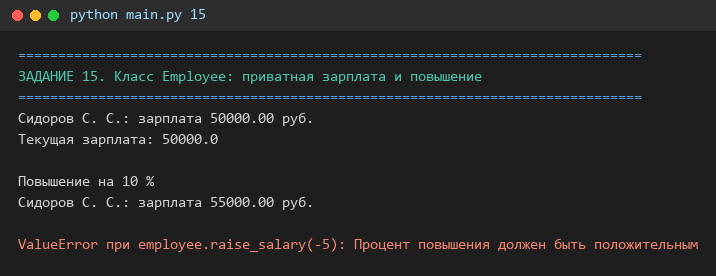 python main.py 15
==============================================================================
ЗАДАНИЕ 15. Класс Employee: приватная зарплата и повышение
==============================================================================
Сидоров С. С.: зарплата 50000.00 руб.
Текущая зарплата: 50000.0
Повышение на 10 %
Сидоров С. С.: зарплата 55000.00 руб.
ValueError при employee.raise_salary(-5): Процент повышения должен быть положительным